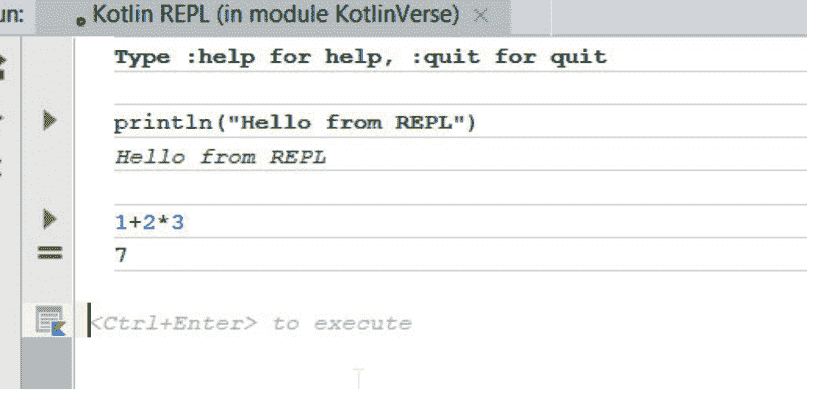 Kotlin REPL (in module KotlinVerse)
Type :help for help, :quit for quit
println("Hello from REPL")
Hello from REPL
1+2*3
7
<Ctrl+Enter> to execute